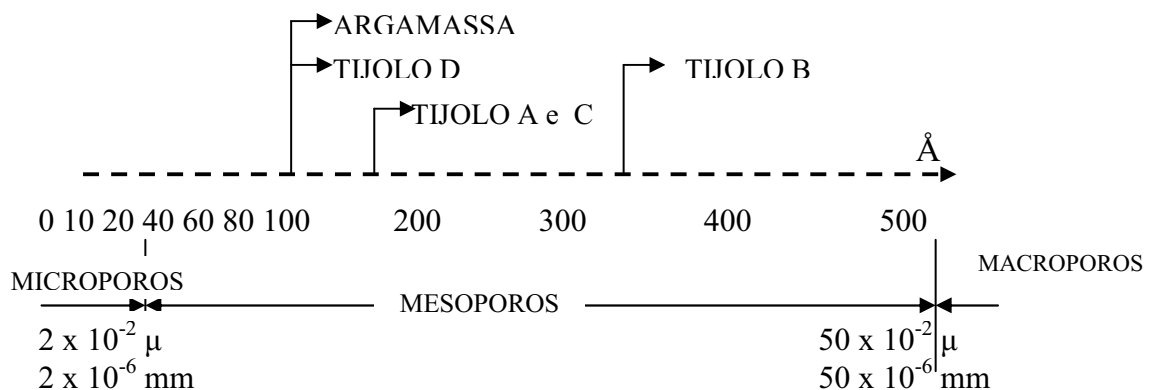 ARGAMASSA
TIJOLO D TIJOLO B
TIJOLO A e C
Å
0 10 20 40 60 80 100 200 300 400 500
MICROPOROS MACROPOROS
MESOPOROS
2 x 10⁻² µ 50 x 10⁻² µ
2 x 10⁻⁶ mm 50 x 10⁻⁶ mm